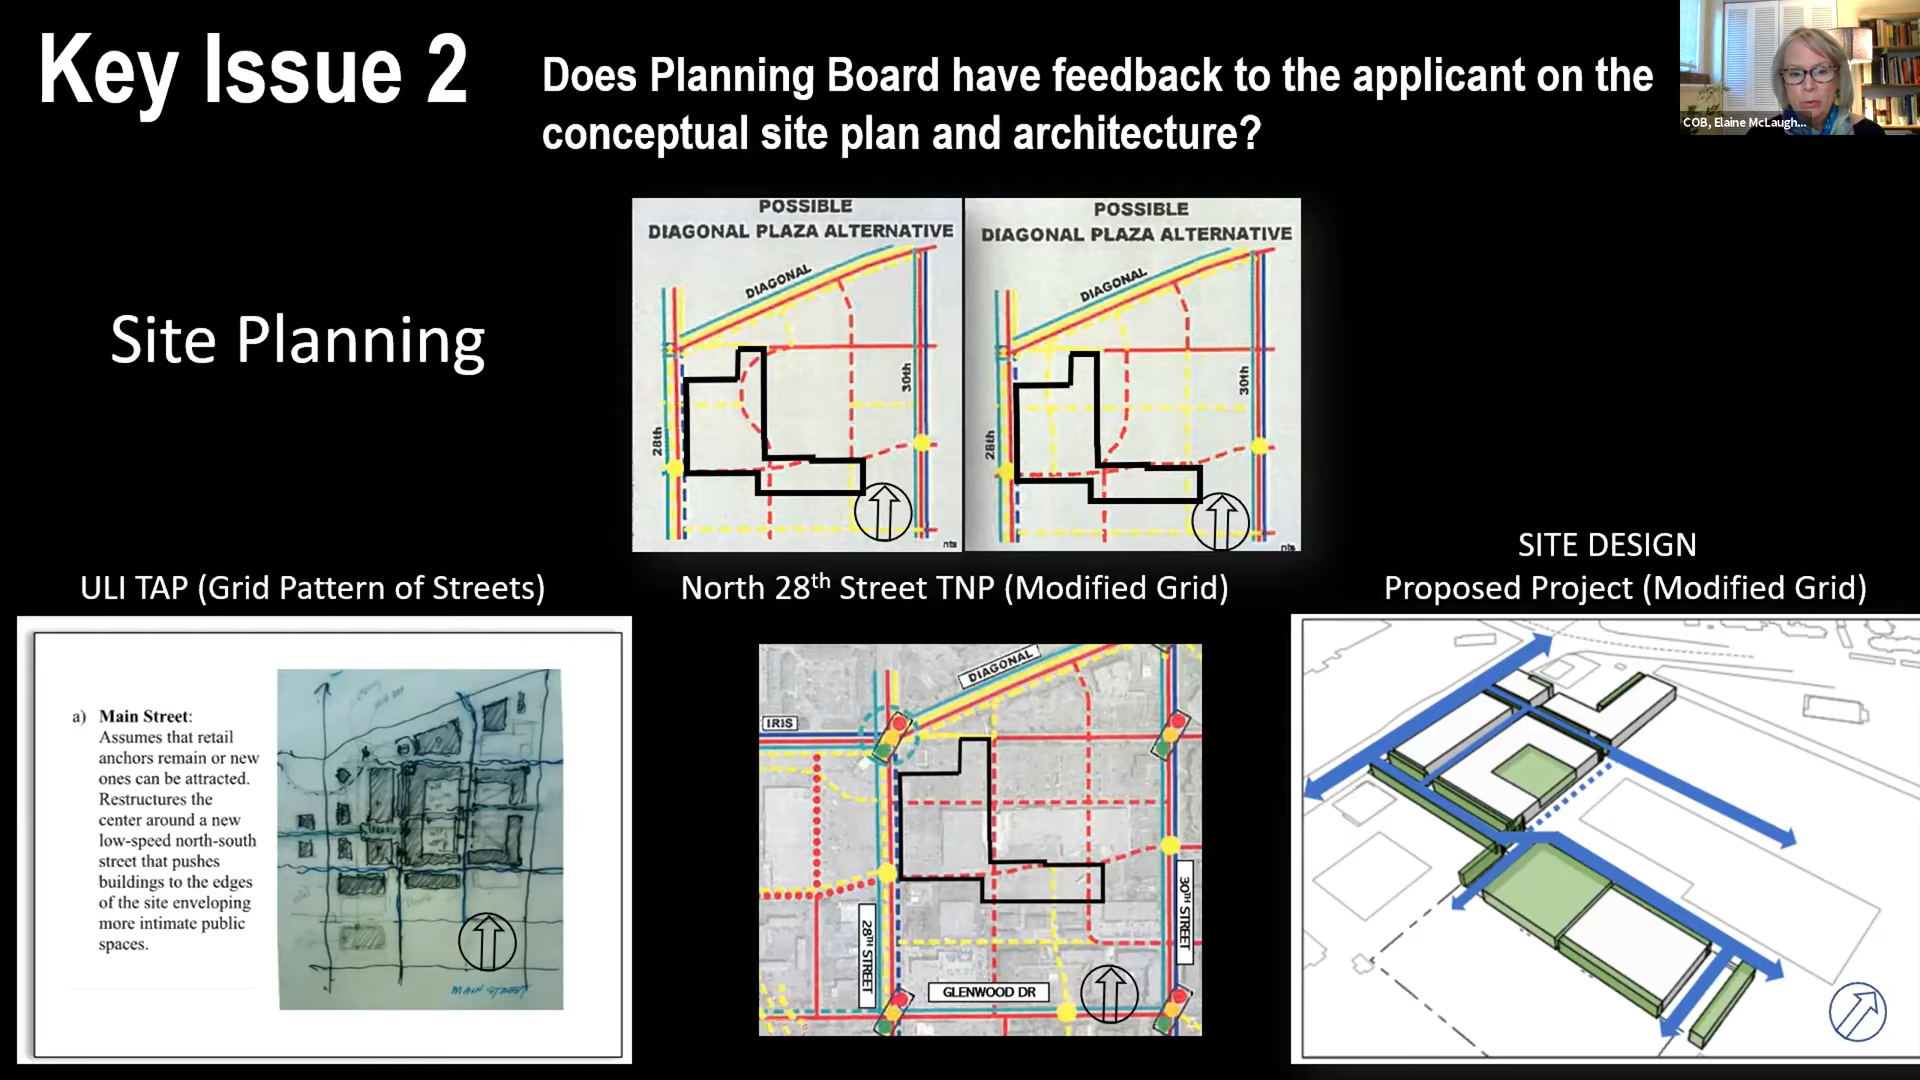 Key Issue 2
Does Planning Board have feedback to the applicant on the
conceptual site plan and architecture?
COB, Elaine McLaugh...
Site Planning
POSSIBLE
DIAGONAL PLAZA ALTERNATIVE
DIAGONAL
30th
28th
nts
POSSIBLE
DIAGONAL PLAZA ALTERNATIVE
DIAGONAL
30th
28th
nts
ULI TAP (Grid Pattern of Streets)
North 28th Street TNP (Modified Grid)
SITE DESIGN
Proposed Project (Modified Grid)
a) Main Street:
Assumes that retail
anchors remain or new
ones can be attracted.
Restructures the
center around a new
low-speed north-south
street that pushes
buildings to the edges
of the site enveloping
more intimate public
spaces.
MAIN STREET
DIAGONAL
IRIS
28TH STREET
30TH STREET
GLENWOOD DR